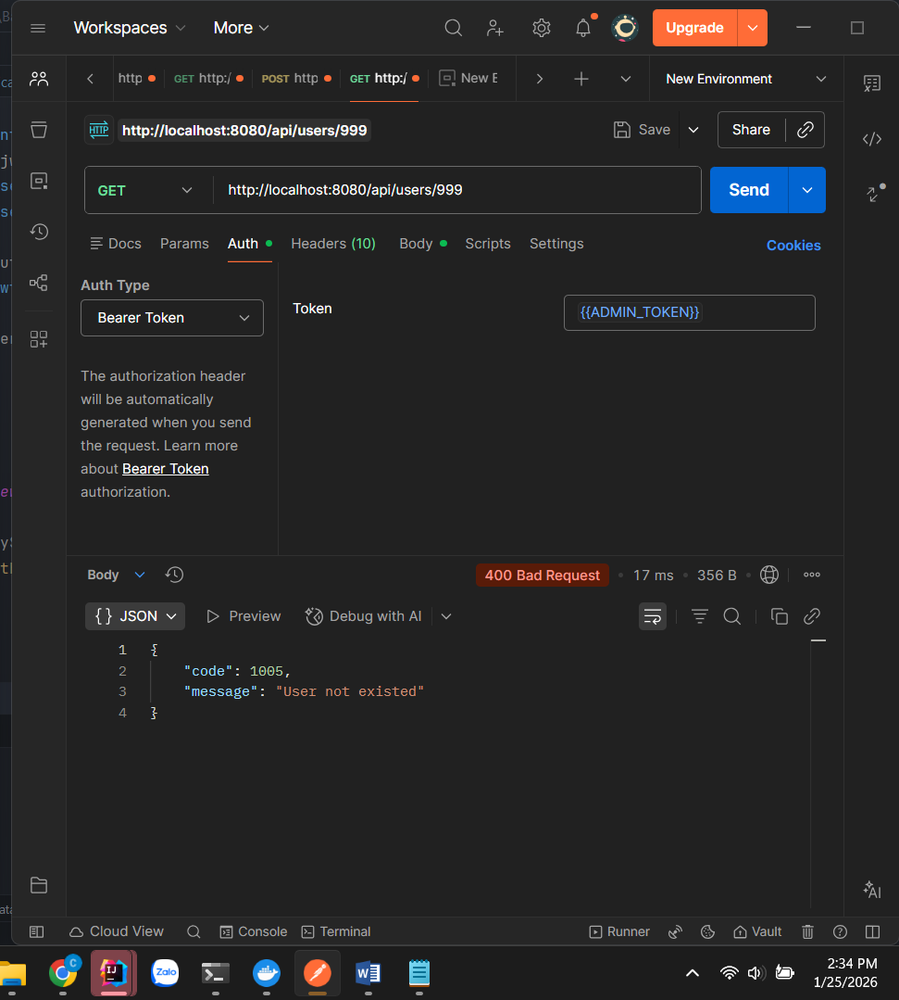 Workspaces
More
Upgrade
http
GET http:/
POST http
GET http:/
New E
New Environment
HTTP
http://localhost:8080/api/users/999
Save
Share
GET
http://localhost:8080/api/users/999
Send
Docs
Params
Auth
Headers (10)
Body
Scripts
Settings
Cookies
Auth Type
Bearer Token
The authorization header
will be automatically
generated when you send
the request. Learn more
about Bearer Token
authorization.
Token
{{ADMIN_TOKEN}}
Body
400 Bad Request
17 ms
356 B
{} JSON
Preview
Debug with AI
1 {
2 "code": 1005,
3 "message": "User not existed"
4 }
AI
Cloud View
Console
Terminal
Runner
Vault
C
IJ
Zalo
W
2:34 PM
1/25/2026